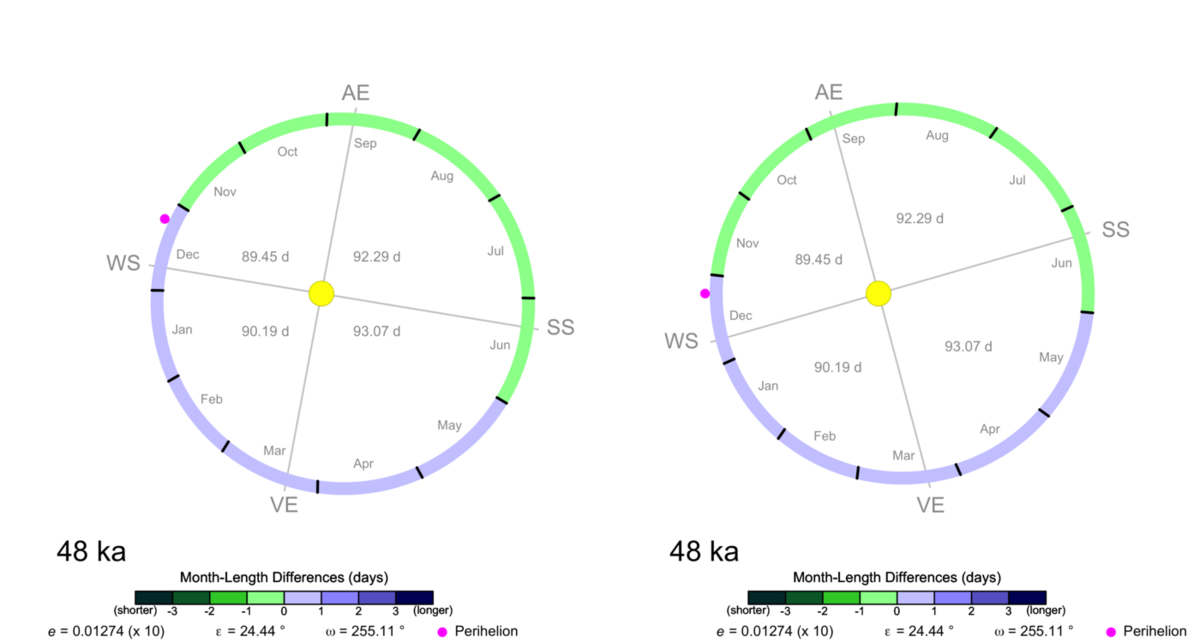 AE
Sep
Oct
Aug
Nov
Jul
Dec
WS
89.45 d
92.29 d
90.19 d
93.07 d
SS
Jan
Jun
Feb
May
Mar
Apr
VE
48 ka
Month-Length Differences (days)
(shorter) -3 -2 -1 0 1 2 3 (longer)
e = 0.01274 (x 10) ε = 24.44 ° ω = 255.11 ° Perihelion
AE
Sep
Aug
Oct
Jul
92.29 d
SS
Nov
89.45 d
Jun
Dec
WS
93.07 d
May
90.19 d
Jan
Feb
Apr
Mar
VE
48 ka
Month-Length Differences (days)
(shorter) -3 -2 -1 0 1 2 3 (longer)
e = 0.01274 (x 10) ε = 24.44 ° ω = 255.11 ° Perihelion